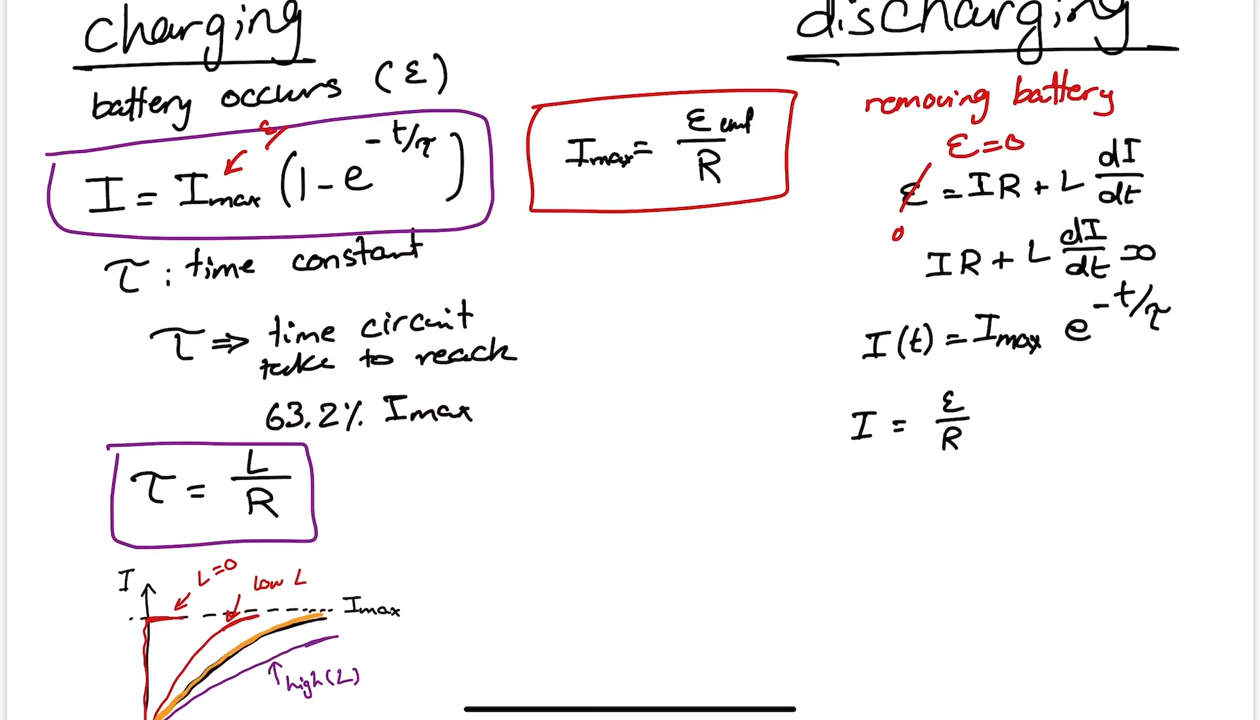 charging
battery occurs (ε)
I = Imax (1 - e^-t/τ)
τ : time constant
τ ⇒ time circuit
take to reach
63.2% Imax
τ = L/R
I
L=0
low L
Imax
high(L)
Imax = ε emf/R
discharging
removing battery
ε=0
ε = IR + L dI/dt
0
IR + L dI/dt =0
I(t) = Imax e^-t/τ
I = ε/R